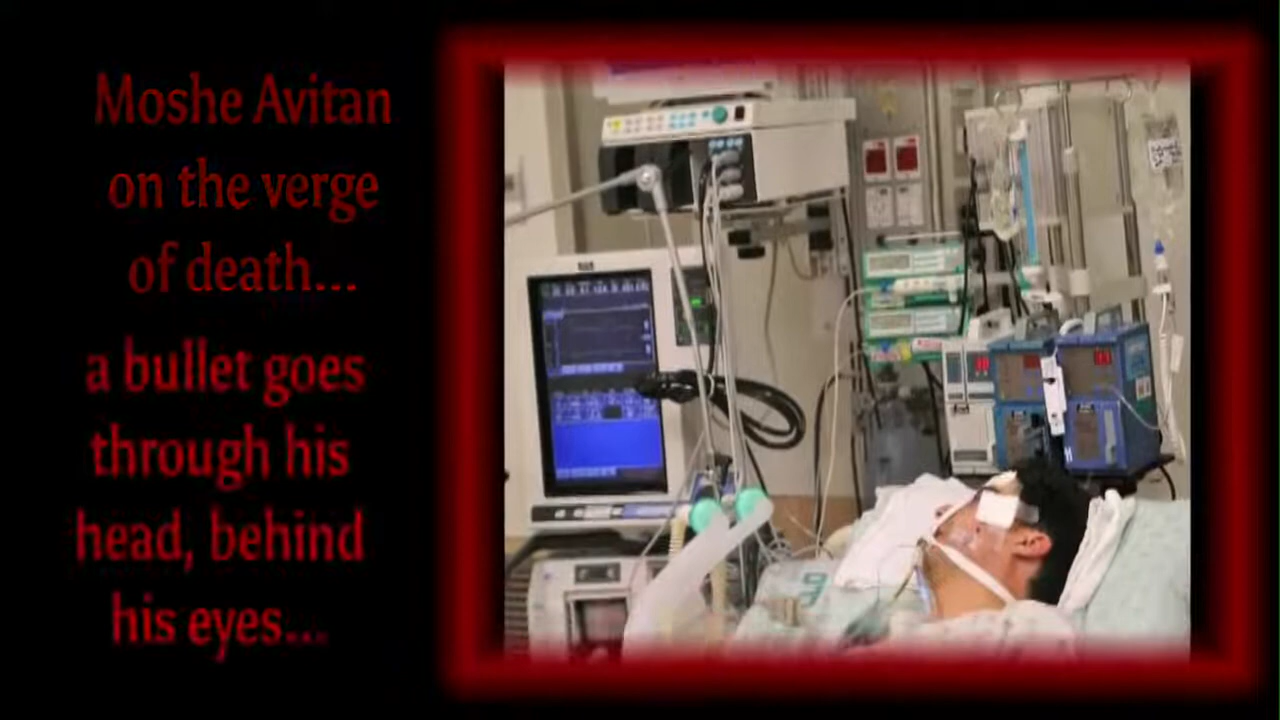 Moshe Avitan
on the verge
of death...
a bullet goes
through his
head, behind
his eyes...